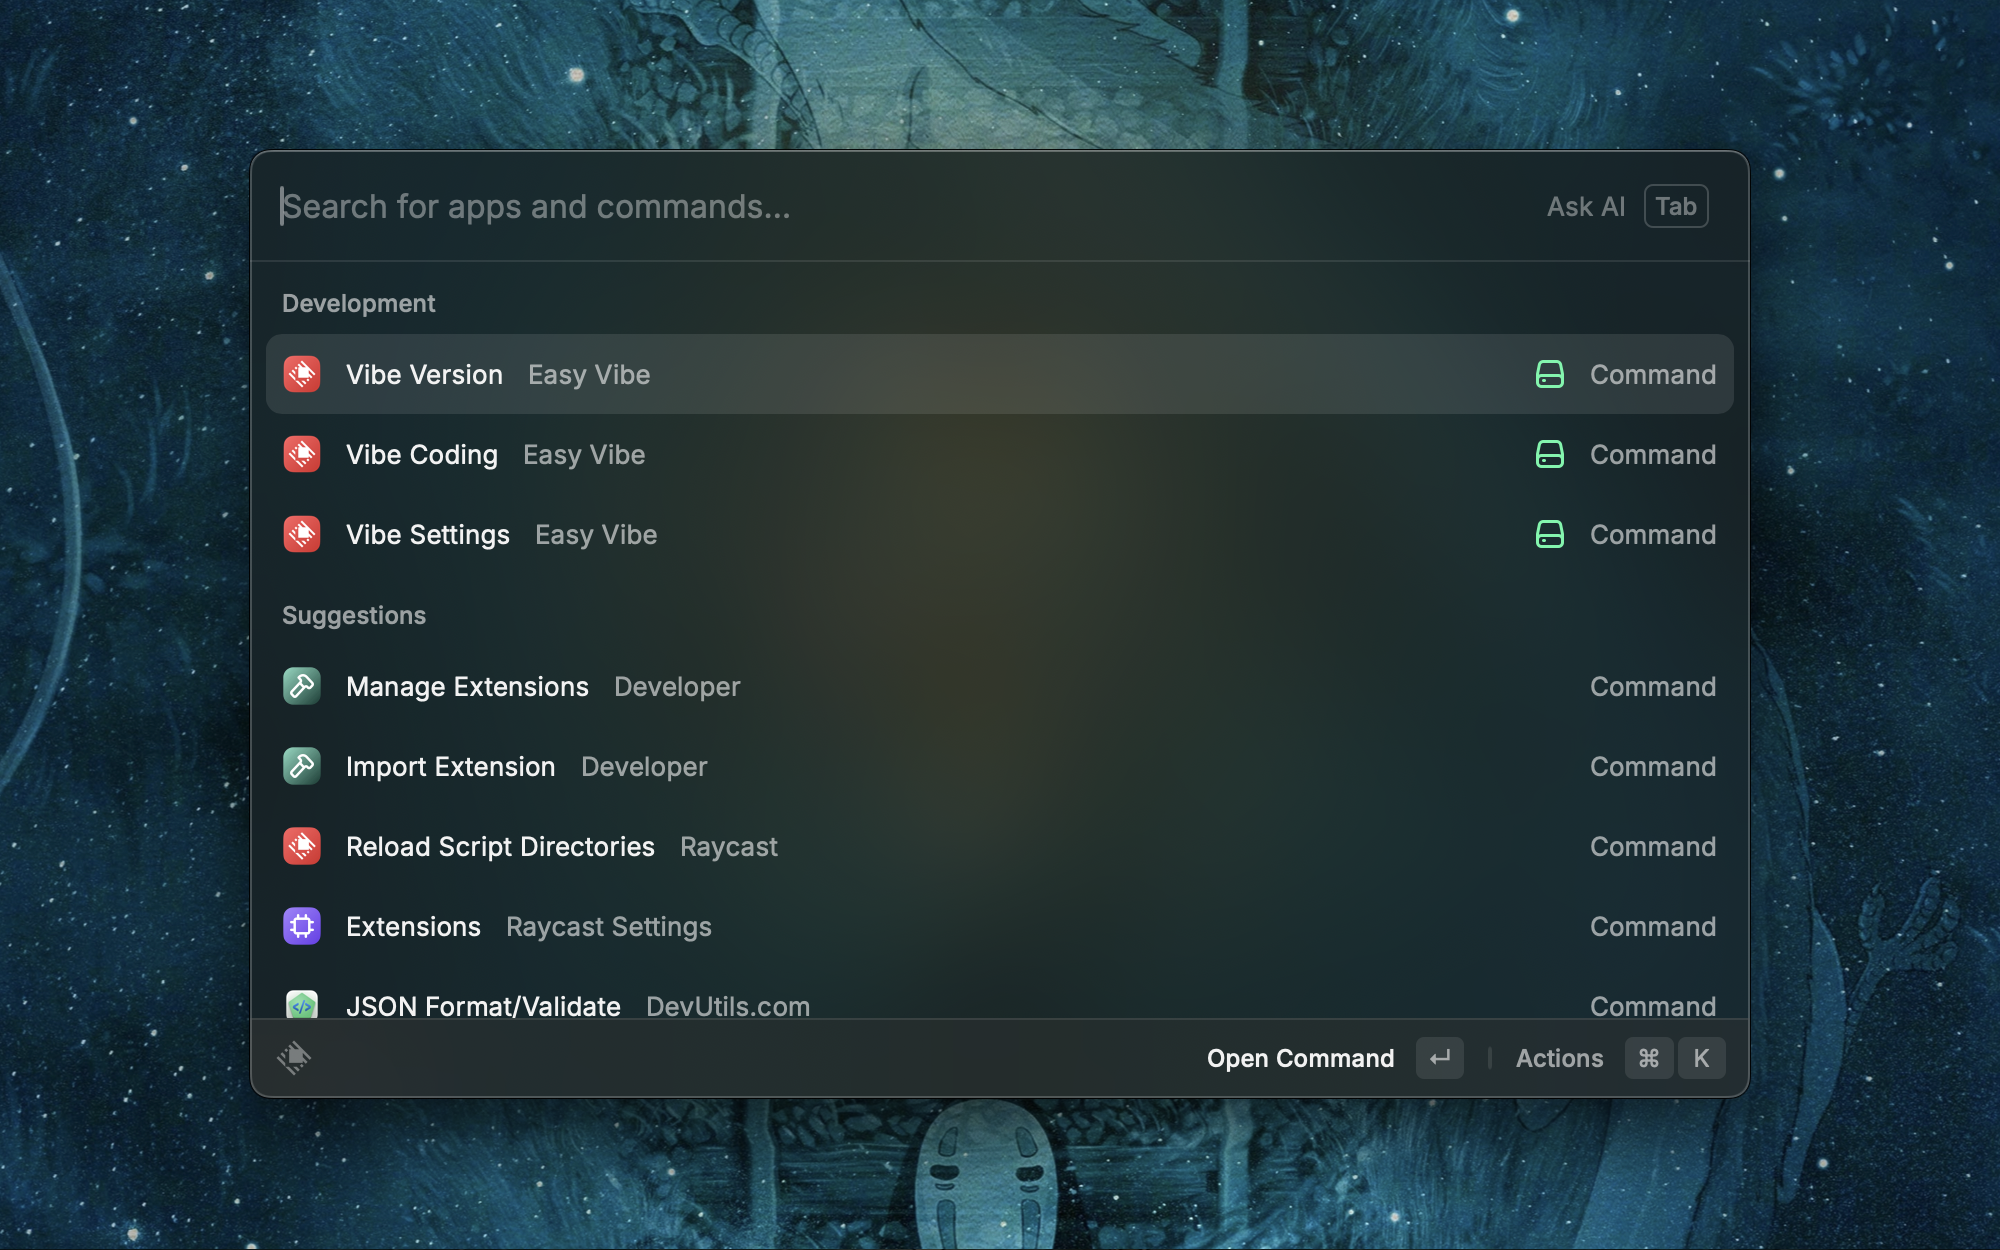 Search for apps and commands... Ask AI Tab
Development
Vibe Version Easy Vibe Command
Vibe Coding Easy Vibe Command
Vibe Settings Easy Vibe Command
Suggestions
Manage Extensions Developer Command
Import Extension Developer Command
Reload Script Directories Raycast Command
Extensions Raycast Settings Command
JSON Format/Validate DevUtils.com Command
Open Command ↵ Actions ⌘ K